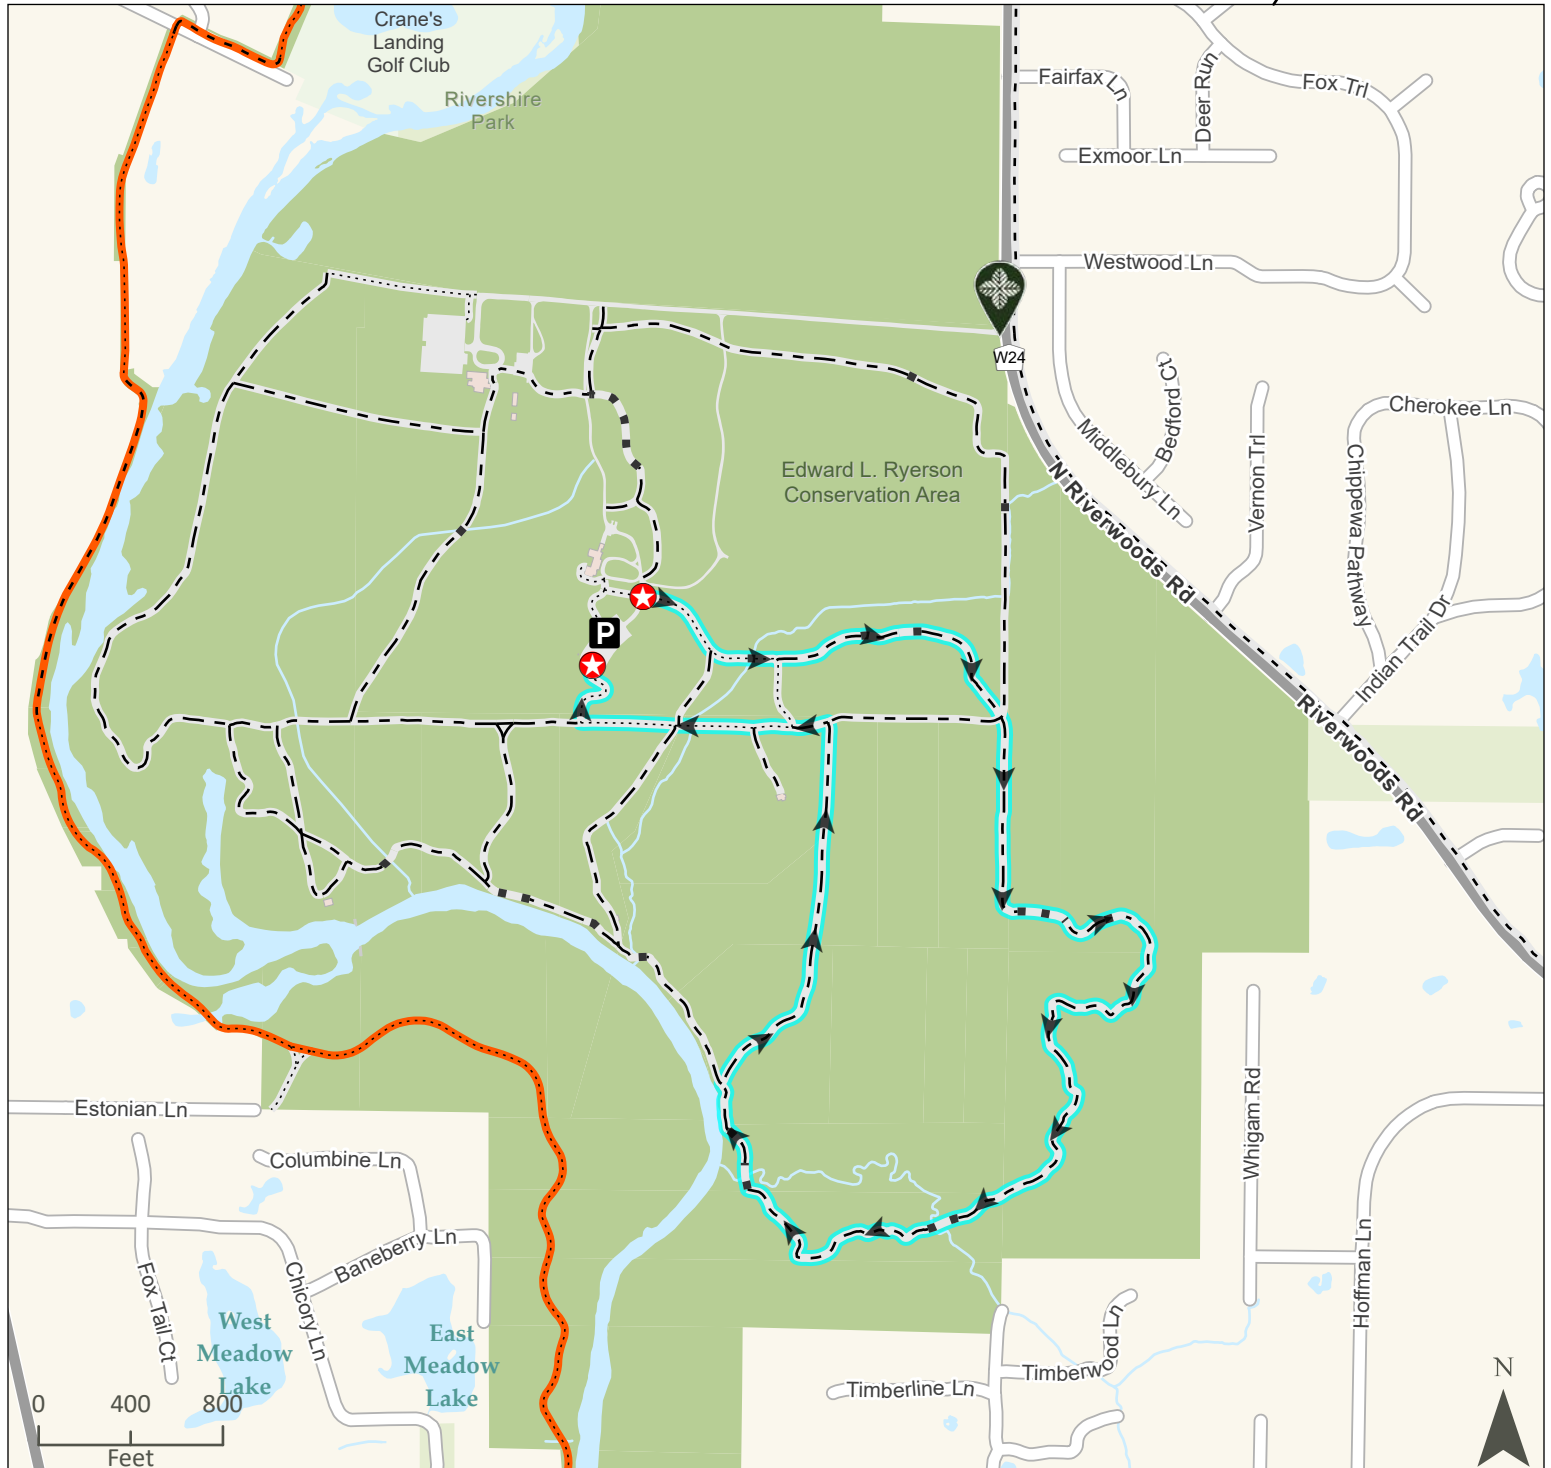 Crane's
Landing
Golf Club
Rivershire
Park
Fairfax Ln
Deer Run
Fox Trl
Exmoor Ln
Westwood Ln
W24
Bedford Ct
Cherokee Ln
Middlebury Ln
Vernon Trl
Chippewa Pathway
Edward L. Ryerson
Conservation Area
N Riverwoods Rd
Indian Trail Dr
P
Riverwoods Rd
Estonian Ln
Columbine Ln
Whigam Rd
Baneberry Ln
Fox Tail Ct
Chicory Ln
Hoffman Ln
West
Meadow
Lake
East
Meadow
Lake
Timberwood Ln
Timberline Ln
N
0 400 800
Feet